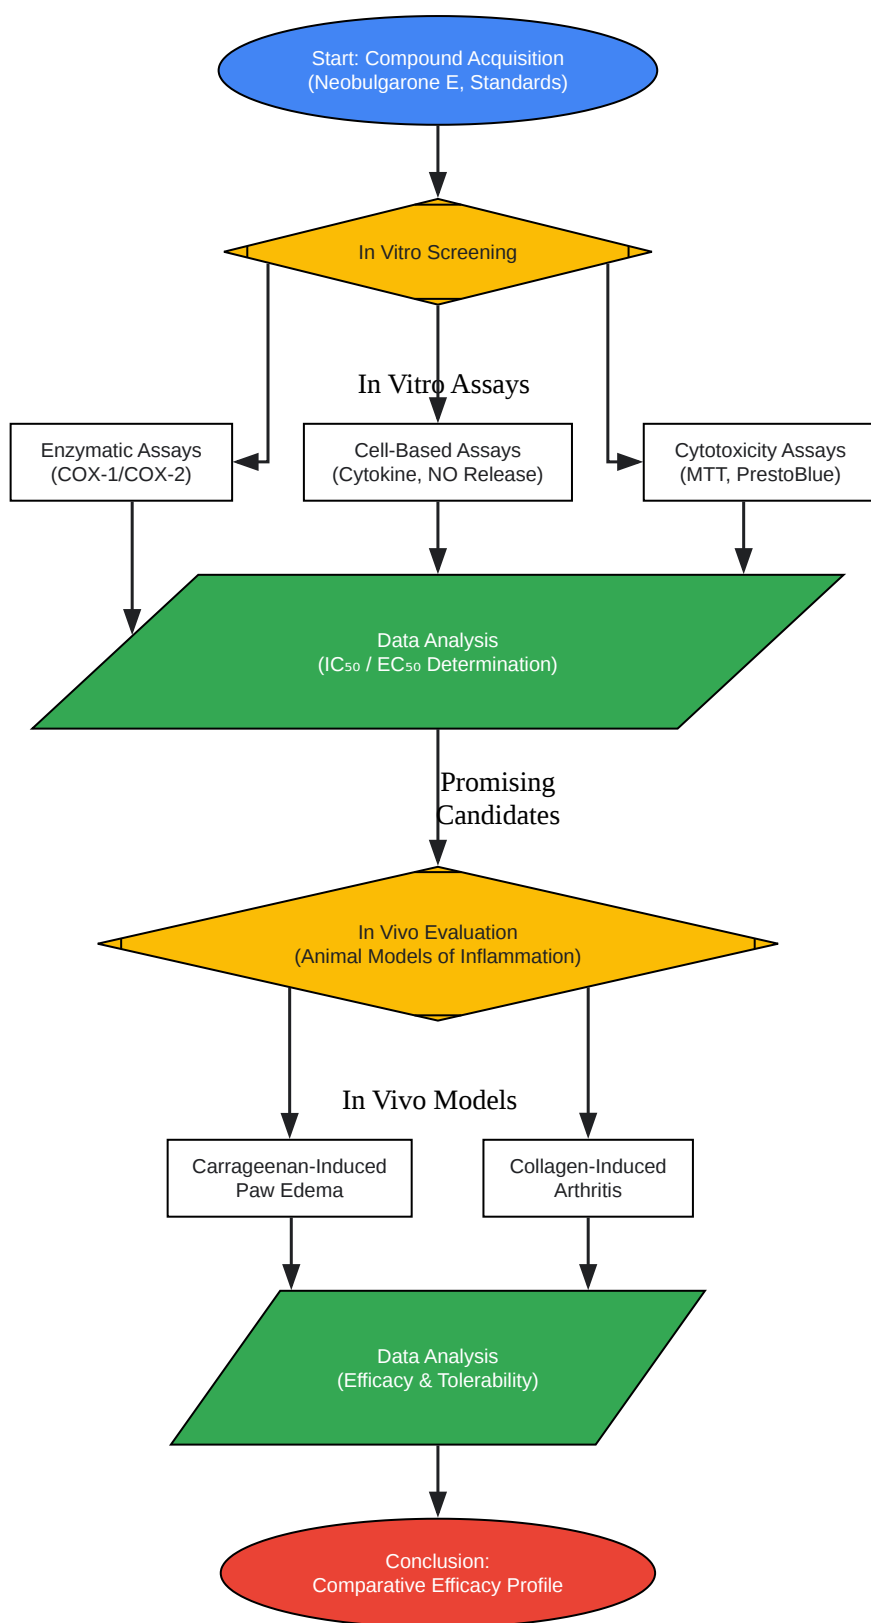 Start: Compound Acquisition
(Neobulgarone E, Standards)
In Vitro Screening
In Vitro Assays
Enzymatic Assays
(COX-1/COX-2)
Cell-Based Assays
(Cytokine, NO Release)
Cytotoxicity Assays
(MTT, PrestoBlue)
Data Analysis
(IC₅₀ / EC₅₀ Determination)
Promising
Candidates
In Vivo Evaluation
(Animal Models of Inflammation)
In Vivo Models
Carrageenan-Induced
Paw Edema
Collagen-Induced
Arthritis
Data Analysis
(Efficacy & Tolerability)
Conclusion:
Comparative Efficacy Profile